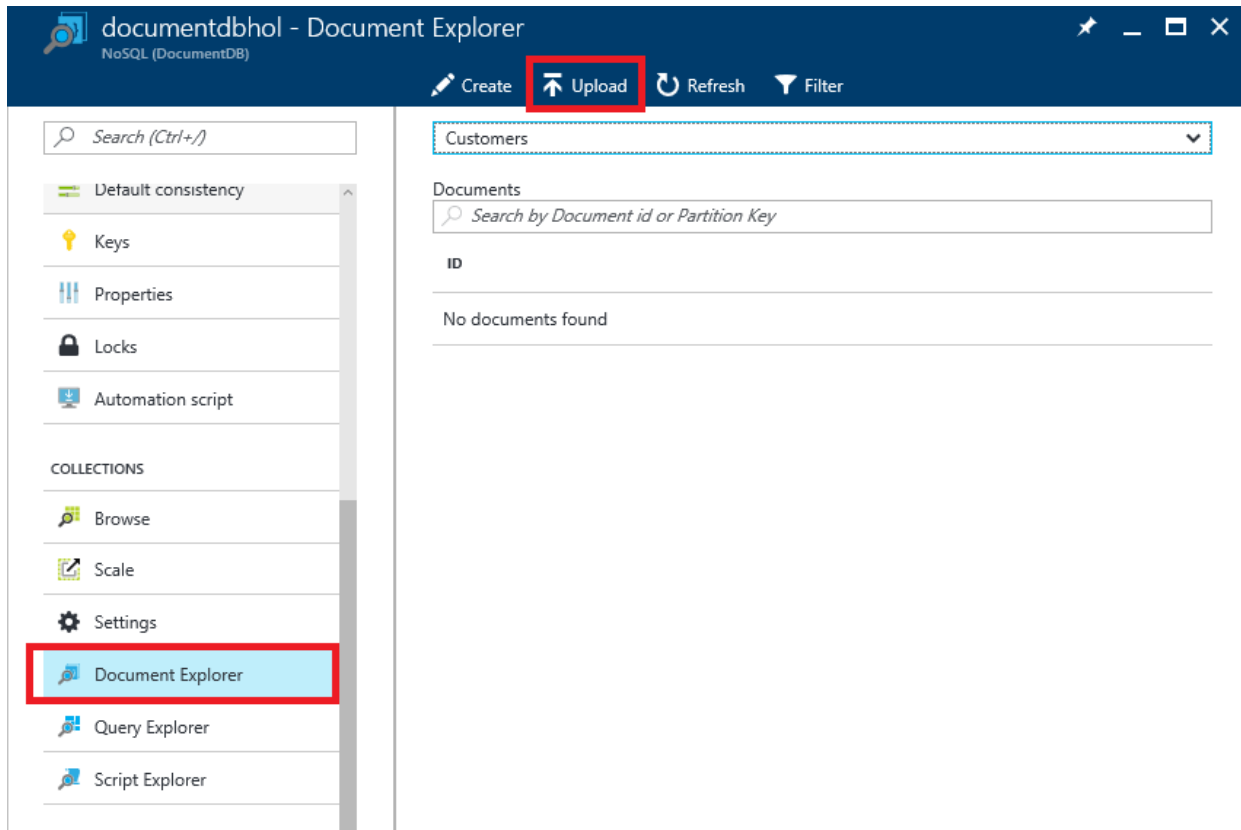 documentdbhol - Document Explorer
NoSQL (DocumentDB)
Create Upload Refresh Filter
Search (Ctrl+/)
Default consistency
Keys
Properties
Locks
Automation script
COLLECTIONS
Browse
Scale
Settings
Document Explorer
Query Explorer
Script Explorer
Customers
Documents
Search by Document id or Partition Key
ID
No documents found